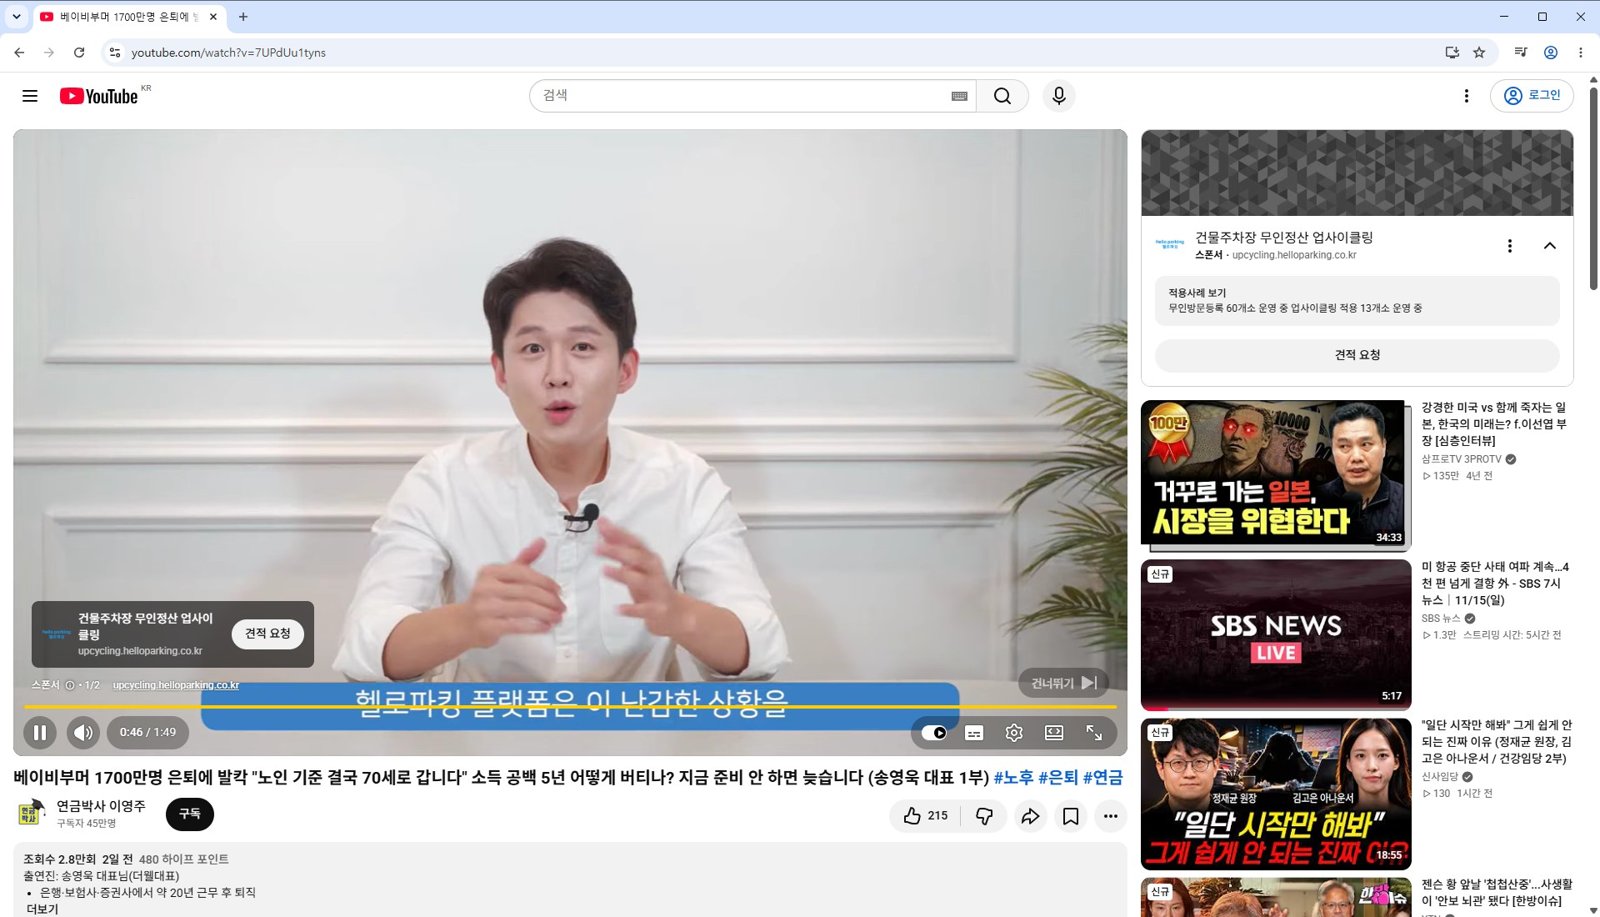 베이비부머 1700만명 은퇴에
youtube.com/watch?v=7UPdUu1tyns
YouTube KR
검색
로그인
건물주차장 무인정산 업사이
클링
upcycling.helloparking.co.kr
견적 요청
스폰서 · 1/2 upcycling.helloparking.co.kr
건너뛰기
헬로파킹 플랫폼은 이 난감한 상황을
0:46 / 1:49
베이비부머 1700만명 은퇴에 발칵 "노인 기준 결국 70세로 갑니다" 소득 공백 5년 어떻게 버티나? 지금 준비 안 하면 늦습니다 (송영욱 대표 1부) #노후 #은퇴 #연금
연금
박사
연금박사 이영주
구독자 45만명
구독
215
조회수 2.8만회 2일 전 480 하이프 포인트
출연진: 송영욱 대표님(더웰대표)
• 은행·보험사·증권사에서 약 20년 근무 후 퇴직
더보기
hello.parking
헬로파킹
건물주차장 무인정산 업사이클링
스폰서 · upcycling.helloparking.co.kr
적용사례 보기
무인방문등록 60개소 운영 중 업사이클링 적용 13개소 운영 중
견적 요청
100만
10000
거꾸로 가는 일본,
시장을 위협한다
34:33
강경한 미국 vs 함께 죽자는 일
본, 한국의 미래는? f.이선엽 부
장 [심층인터뷰]
삼프로TV 3PROTV
135만 4년 전
신규
SBS NEWS
LIVE
5:17
미 항공 중단 사태 여파 계속…4
천 편 넘게 결항 外 - SBS 7시
뉴스｜11/15(일)
SBS 뉴스
1.3만 스트리밍 시간: 5시간 전
신규
정재균 원장
김고은 아나운서
"일단 시작만 해봐"
그게 쉽게 안 되는 진짜 이유
18:55
"일단 시작만 해봐" 그게 쉽게 안
되는 진짜 이유 (정재균 원장, 김
고은 아나운서 / 건강임당 2부)
신사임당
130 1시간 전
신규
한방이슈
젠슨 황 앞날 '첩첩산중'...사생활
이 '안보 뇌관' 됐다 [한방이슈]